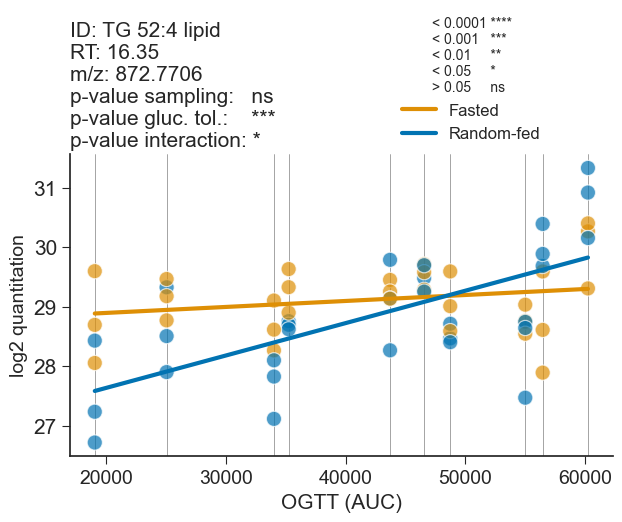 ID: TG 52:4 lipid
RT: 16.35
m/z: 872.7706
p-value sampling: ns
p-value gluc. tol.: ***
p-value interaction: *
< 0.0001 ****
< 0.001 ***
< 0.01 **
< 0.05 *
> 0.05 ns
Fasted
Random-fed
log2 quantitation
31
30
29
28
27
20000 30000 40000 50000 60000
OGTT (AUC)